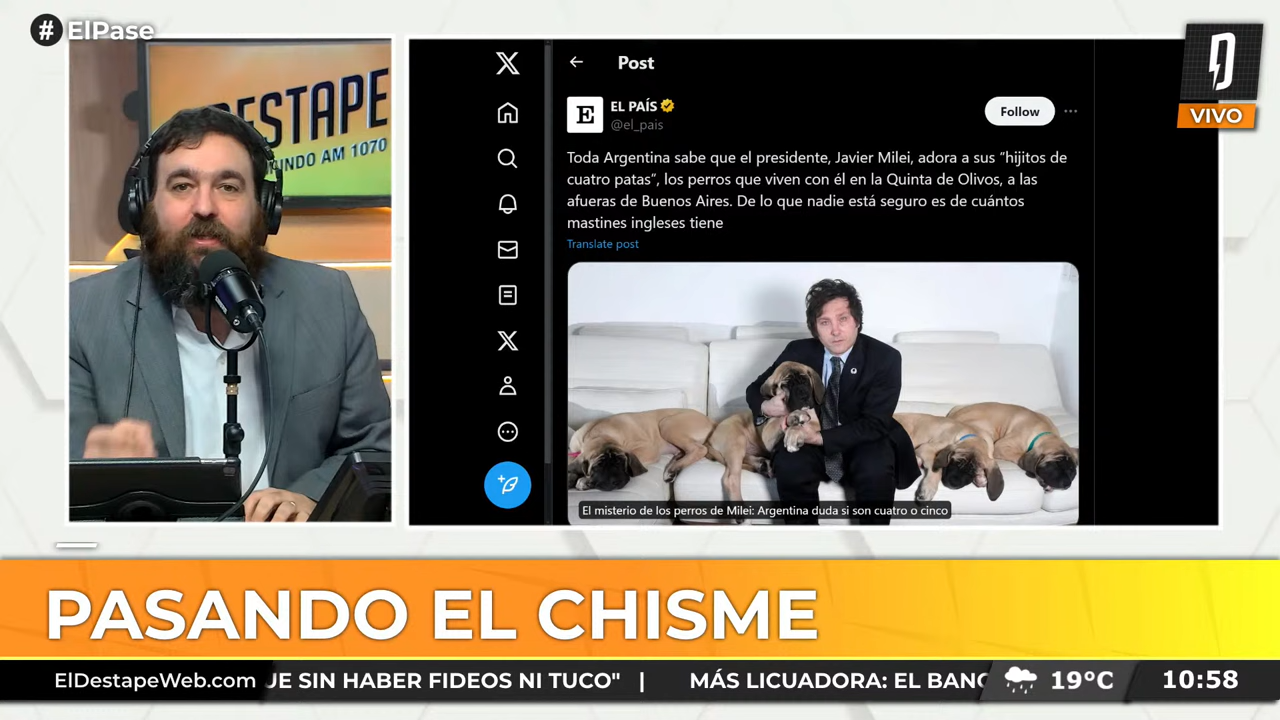 # ElPase
DESTAPE
MUNDO AM 1070
Post
VIVO
E
EL PAÍS
@el_pais
Follow
Toda Argentina sabe que el presidente, Javier Milei, adora a sus "hijitos de
cuatro patas", los perros que viven con él en la Quinta de Olivos, a las
afueras de Buenos Aires. De lo que nadie está seguro es de cuántos
mastines ingleses tiene
Translate post
El misterio de los perros de Milei: Argentina duda si son cuatro o cinco
PASANDO EL CHISME
ElDestapeWeb.com
JE SIN HABER FIDEOS NI TUCO" | MÁS LICUADORA: EL BANC
19°C
10:58